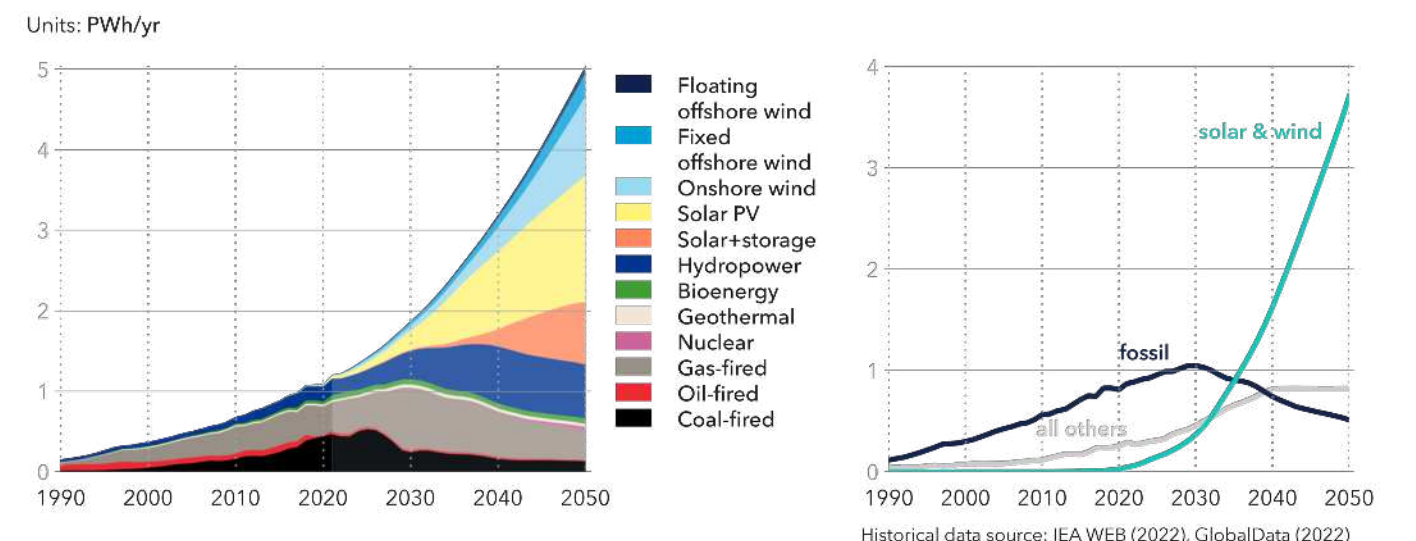 Units: PWh/yr
5
4
3
2
1
0
1990 2000 2010 2020 2030 2040 2050
Floating
offshore wind
Fixed
offshore wind
Onshore wind
Solar PV
Solar+storage
Hydropower
Bioenergy
Geothermal
Nuclear
Gas-fired
Oil-fired
Coal-fired
4
3
2
1
0
solar & wind
fossil
all others
1990 2000 2010 2020 2030 2040 2050
Historical data source: IEA WEB (2022), GlobalData (2022)